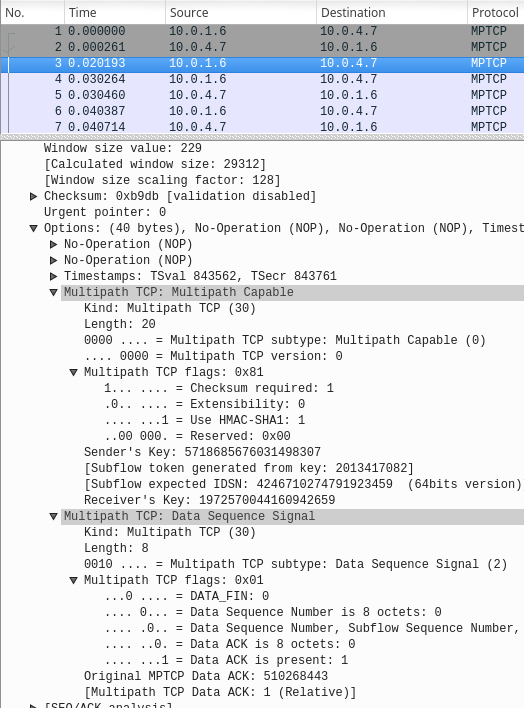 No. Time Source Destination Protocol
1 0.000000 10.0.1.6 10.0.4.7 MPTCP
2 0.000261 10.0.4.7 10.0.1.6 MPTCP
3 0.020193 10.0.1.6 10.0.4.7 MPTCP
4 0.030264 10.0.1.6 10.0.4.7 MPTCP
5 0.030460 10.0.4.7 10.0.1.6 MPTCP
6 0.040387 10.0.1.6 10.0.4.7 MPTCP
7 0.040714 10.0.4.7 10.0.1.6 MPTCP
Window size value: 229
[Calculated window size: 29312]
[Window size scaling factor: 128]
Checksum: 0xb9db [validation disabled]
Urgent pointer: 0
Options: (40 bytes), No-Operation (NOP), No-Operation (NOP), Timest
No-Operation (NOP)
No-Operation (NOP)
Timestamps: TSval 843562, TSecr 843761
Multipath TCP: Multipath Capable
Kind: Multipath TCP (30)
Length: 20
0000 .... = Multipath TCP subtype: Multipath Capable (0)
.... 0000 = Multipath TCP version: 0
Multipath TCP flags: 0x81
1... .... = Checksum required: 1
.0.. .... = Extensibility: 0
.... ...1 = Use HMAC-SHA1: 1
..00 000. = Reserved: 0x00
Sender's Key: 5718685676031498307
[Subflow token generated from key: 2013417082]
[Subflow expected IDSN: 4246710274791923459  (64bits version)
Receiver's Key: 1972570044160942659
Multipath TCP: Data Sequence Signal
Kind: Multipath TCP (30)
Length: 8
0010 .... = Multipath TCP subtype: Data Sequence Signal (2)
Multipath TCP flags: 0x01
...0 .... = DATA_FIN: 0
.... 0... = Data Sequence Number is 8 octets: 0
.... .0.. = Data Sequence Number, Subflow Sequence Number,
.... ..0. = Data ACK is 8 octets: 0
.... ...1 = Data ACK is present: 1
Original MPTCP Data ACK: 510268443
[Multipath TCP Data ACK: 1 (Relative)]
[SEQ/ACK analysis]